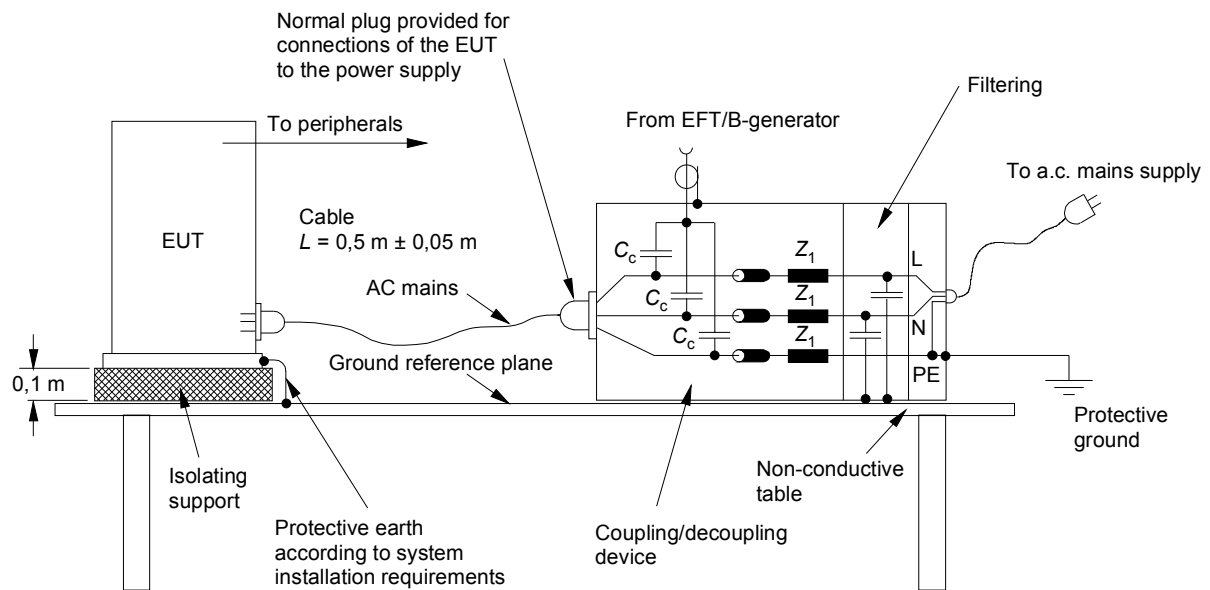 Normal plug provided for
connections of the EUT
to the power supply
Filtering
From EFT/B-generator
To peripherals
To a.c. mains supply
Cable
L = 0,5 m ± 0,05 m
EUT
Cc
Z1
L
AC mains
Cc
Z1
N
Cc
Z1
Ground reference plane
PE
0,1 m
Protective
ground
Isolating
support
Non-conductive
table
Protective earth
according to system
installation requirements
Coupling/decoupling
device